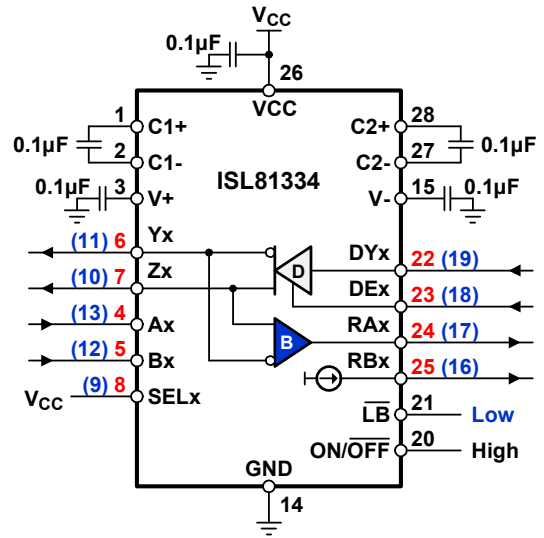 VCC
0.1µF
26
VCC
1
C1+
C2+
28
0.1µF
0.1µF
2
C1-
C2-
27
ISL81334
0.1µF
3
V+
V-
15
0.1µF
(11) 6
Yx
DYx
22 (19)
D
(10) 7
Zx
DEx
23 (18)
(13) 4
Ax
RAx
24 (17)
B
(12) 5
Bx
RBx
25 (16)
VCC
(9) 8
SELx
LB
21
Low
ON/OFF
20
High
GND
14